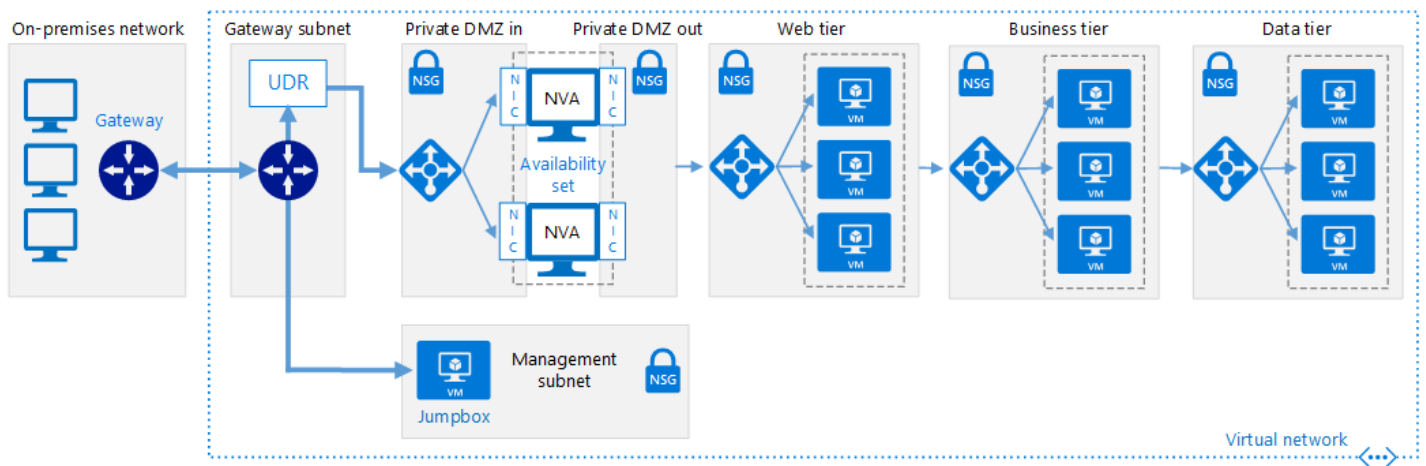 On-premises network
Gateway subnet
Private DMZ in
Private DMZ out
Web tier
Business tier
Data tier
Gateway
UDR
NSG
NIC
NVA
NIC
Availability
set
NIC
NVA
NIC
NSG
NSG
VM
VM
VM
NSG
VM
VM
VM
NSG
VM
VM
VM
VM
Jumpbox
Management
subnet
NSG
Virtual network